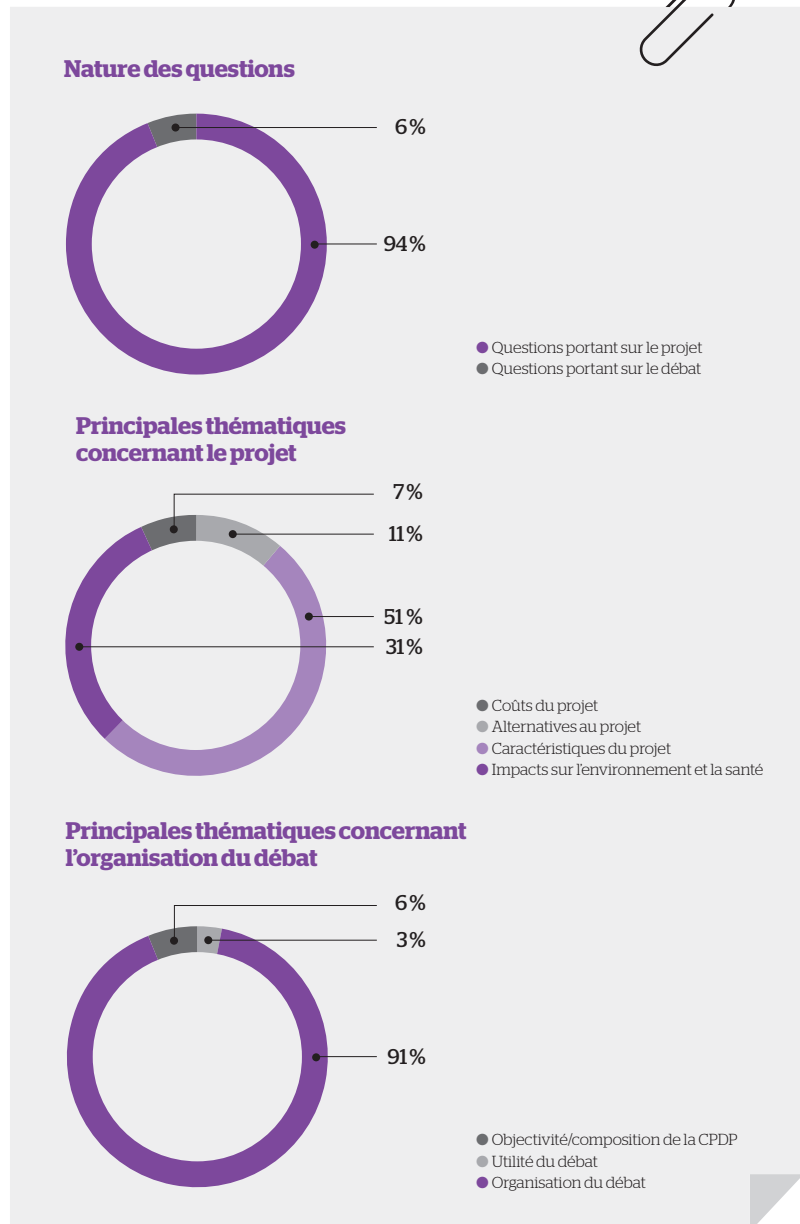 Nature des questions
6%
94%
Questions portant sur le projet
Questions portant sur le débat
Principales thématiques
concernant le projet
7%
11%
51%
31%
Coûts du projet
Alternatives au projet
Caractéristiques du projet
Impacts sur l'environnement et la santé
Principales thématiques concernant
l'organisation du débat
6%
3%
91%
Objectivité/composition de la CPDP
Utilité du débat
Organisation du débat